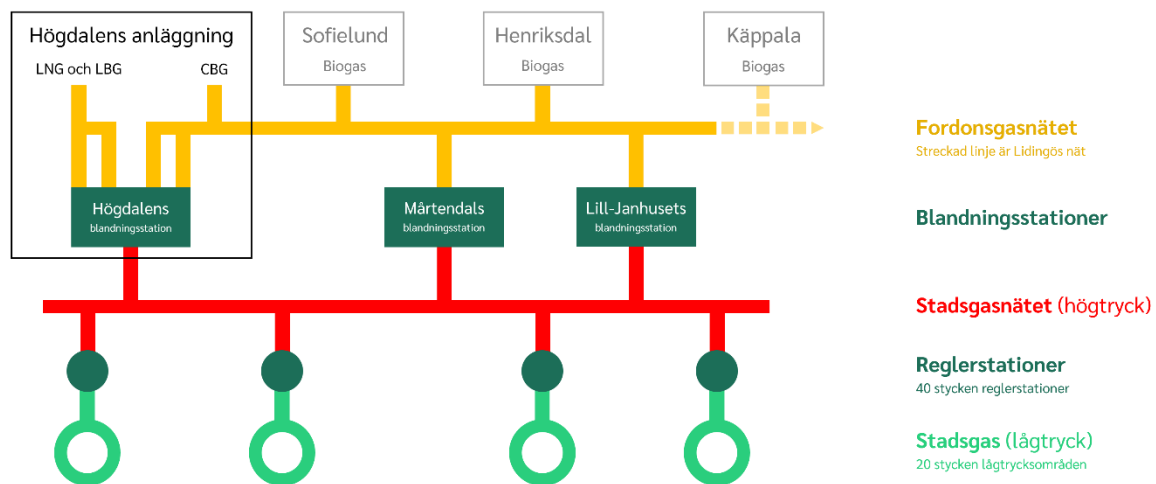 Högdalens anläggning
LNG och LBG
CBG
Sofielund
Biogas
Henriksdal
Biogas
Käppala
Biogas
Fordonsgasnätet
Streckad linje är Lidingös nät
Högdalens
blandningsstation
Mårtendals
blandningsstation
Lill-Janhusets
blandningsstation
Blandningsstationer
Stadsgasnätet (högtryck)
Reglerstationer
40 stycken reglerstationer
Stadsgas (lågtryck)
20 stycken lågtrycksområden